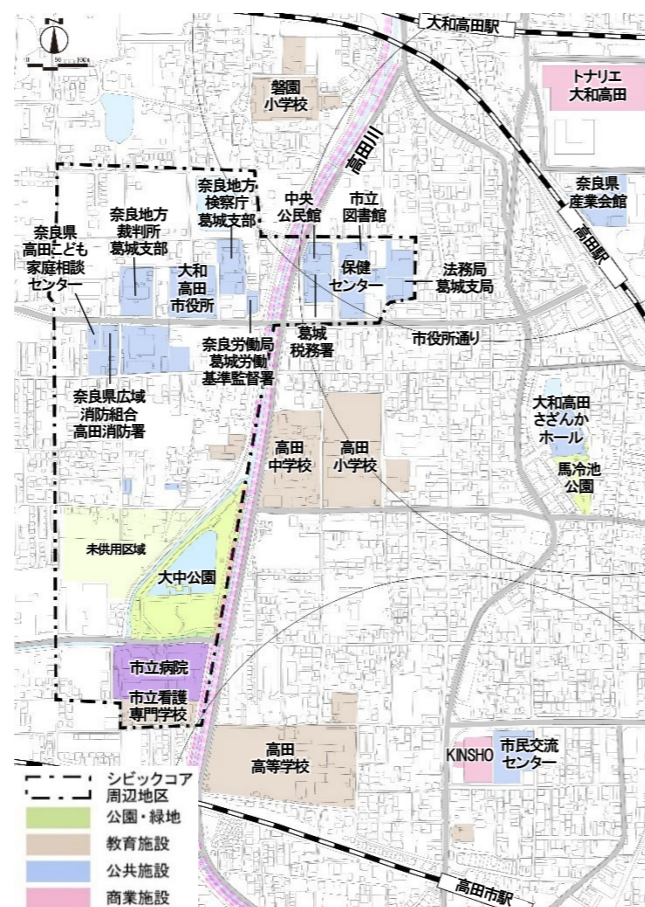 大和高田駅
トナリエ
大和高田
磐園
小学校
高田川
奈良県
産業会館
高田駅
奈良地方
検察庁
葛城支部
中央
公民館
市立
図書館
奈良地方
裁判所
葛城支部
奈良県
高田こども
家庭相談
センター
大和
高田
市役所
保健
センター
法務局
葛城支局
葛城
税務署
市役所通り
奈良労働局
葛城労働
基準監督署
奈良県広域
消防組合
高田消防署
大和高田
さざんか
ホール
高田
中学校
高田
小学校
馬冷池
公園
未供用区域
大中公園
市立病院
市立看護
専門学校
高田
高等学校
KINSHO
市民交流
センター
高田市駅
シビックコア
周辺地区
公園・緑地
教育施設
公共施設
商業施設